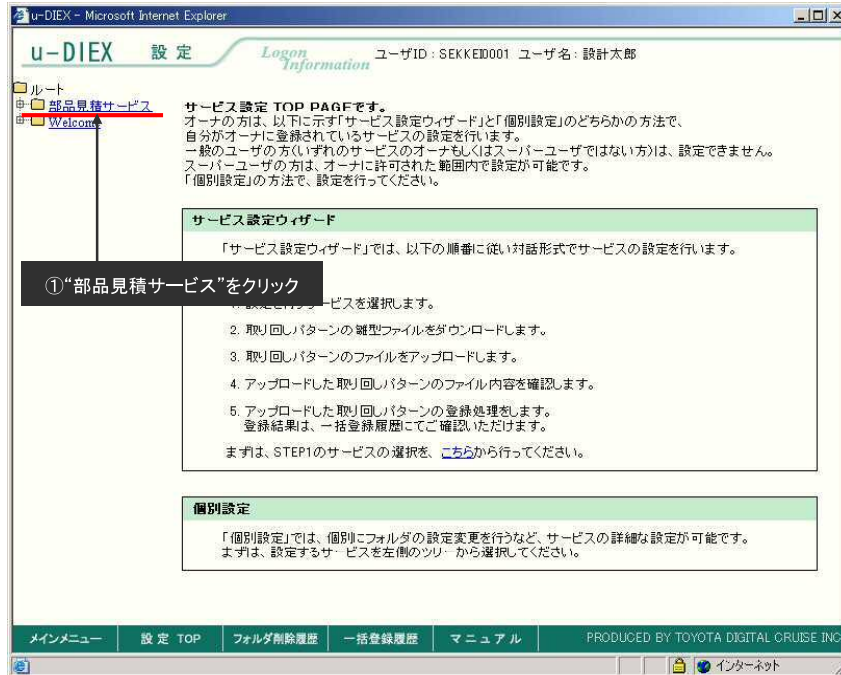 u-DIEX - Microsoft Internet Explorer
u-DIEX 設 定 Logon Information ユーザID : SEKKEI0001 ユーザ名 : 設計太郎
ルート
部品見積サービス
Welcome
サービス設定 TOP PAGEです。
オーナの方は、以下に示す「サービス設定ウィザード」と「個別設定」のどちらかの方法で、
自分がオーナに登録されているサービスの設定を行います。
一般のユーザの方(いずれのサービスのオーナもしくはスーパーユーザではない方)は、設定できません。
スーパーユーザの方は、オーナに許可された範囲内で設定が可能です。
「個別設定」の方法で、設定を行ってください。
サービス設定ウィザード
「サービス設定ウィザード」では、以下の順番に従い対話形式でサービスの設定を行います。
①“部品見積サービス”をクリック
ービスを選択します。
2. 取り回しパターンの雛型ファイルをダウンロードします。
3. 取り回しパターンのファイルをアップロードします。
4. アップロードした取り回しパターンのファイル内容を確認します。
5. アップロードした取り回しパターンの登録処理をします。
登録結果は、一括登録履歴にてご確認いただけます。
まずは、STEP1のサービスの選択を、こちらから行ってください。
個別設定
「個別設定」では、個別にフォルダの設定変更を行うなど、サービスの詳細な設定が可能です。
まずは、設定するサービスを左側のツリーから選択してください。
メインメニュー 設 定 TOP フォルダ削除履歴 一括登録履歴 マニュアル PRODUCED BY TOYOTA DIGITAL CRUISE INC
インターネット